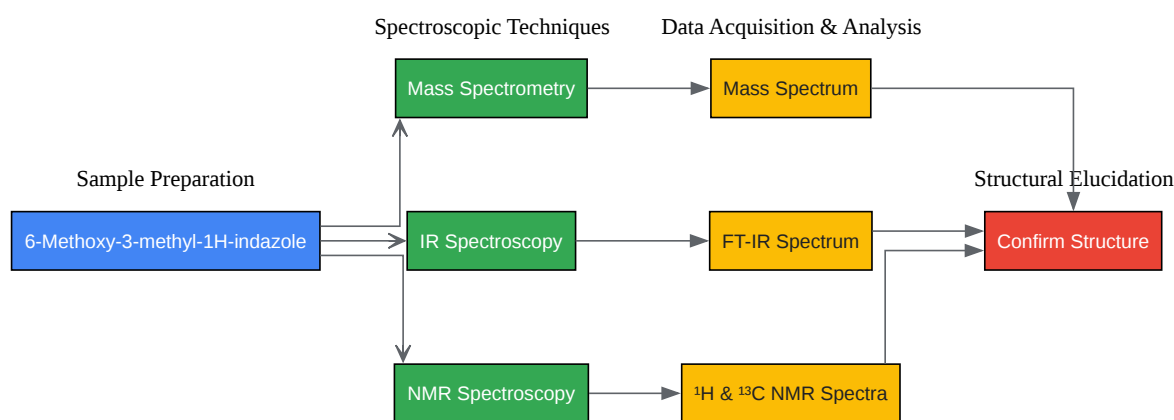 Spectroscopic Techniques
Data Acquisition & Analysis
Mass Spectrometry
Mass Spectrum
Sample Preparation
Structural Elucidation
6-Methoxy-3-methyl-1H-indazole
IR Spectroscopy
FT-IR Spectrum
Confirm Structure
NMR Spectroscopy
¹H & ¹³C NMR Spectra